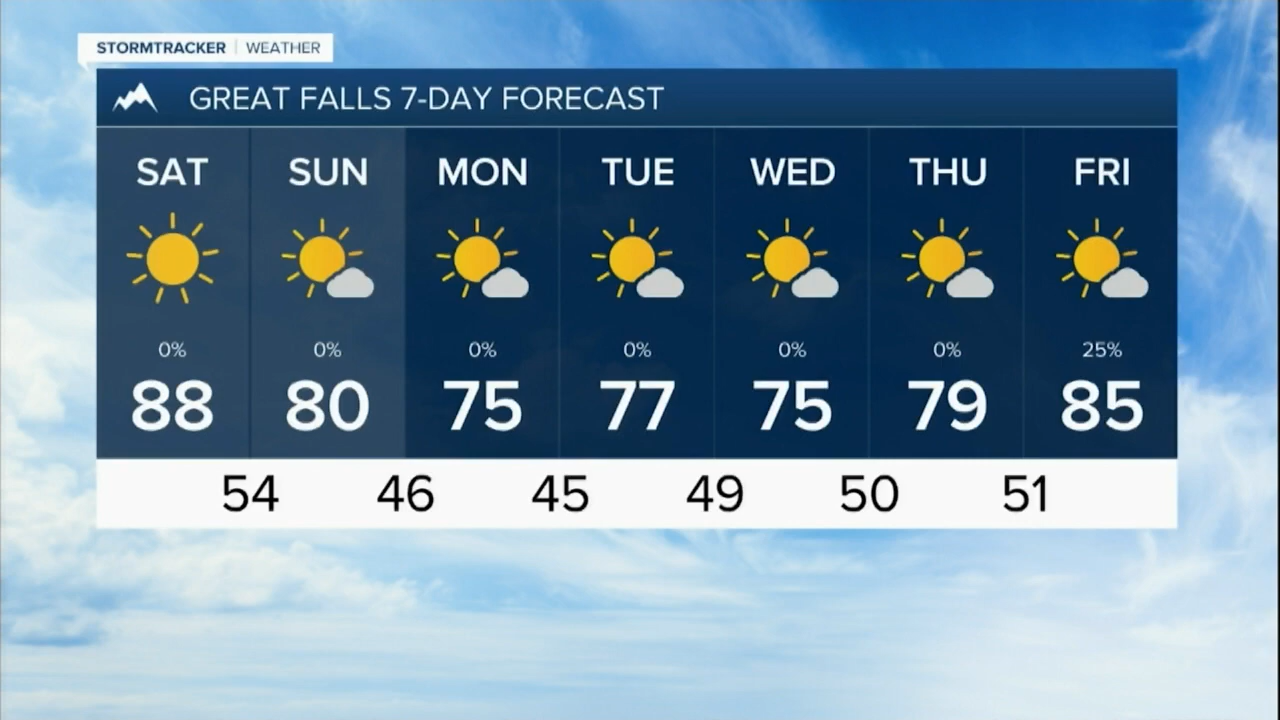 STORMTRACKER | WEATHER
GREAT FALLS 7-DAY FORECAST
SAT SUN MON TUE WED THU FRI
0% 0% 0% 0% 0% 0% 25%
88 80 75 77 75 79 85
54 46 45 49 50 51